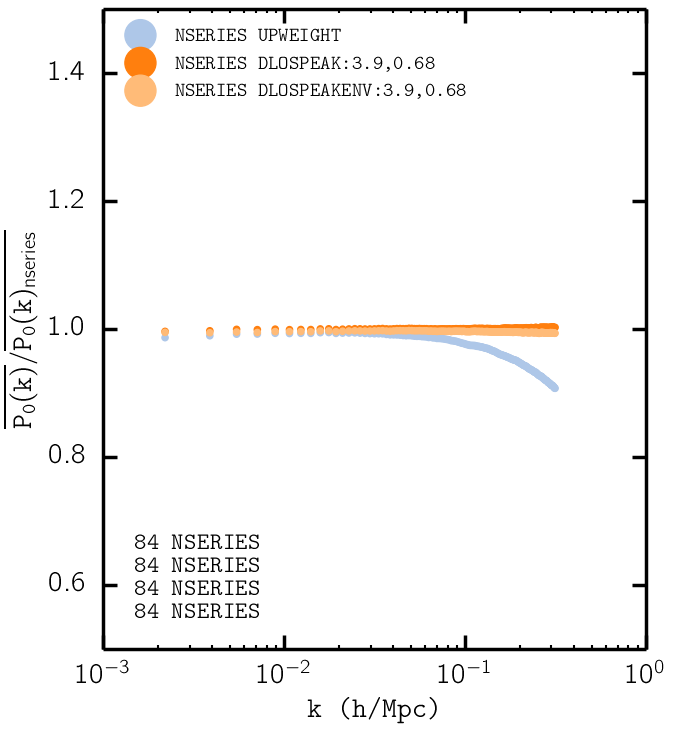 NSERIES UPWEIGHT
NSERIES DLOSPEAK:3.9,0.68
NSERIES DLOSPEAKENV:3.9,0.68
1.4
1.2
1.0
0.8
0.6
P₀(k)/P₀(k)nseries
84 NSERIES
84 NSERIES
84 NSERIES
84 NSERIES
10⁻³ 10⁻² 10⁻¹ 10⁰
k (h/Mpc)